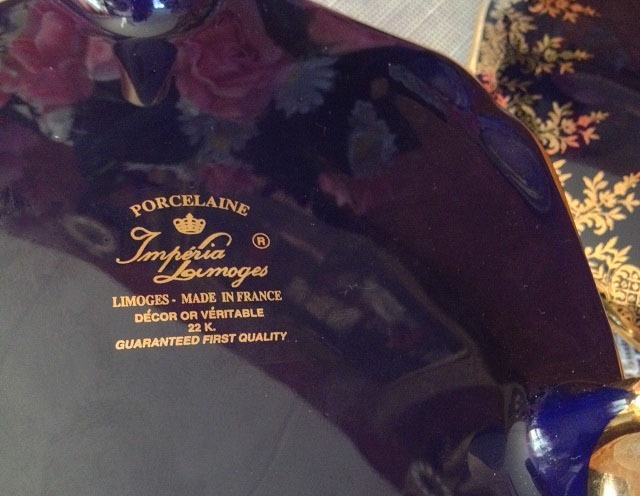 PORCELAINE
Impéria ®
Limoges
LIMOGES - MADE IN FRANCE
DÉCOR OR VÉRITABLE
22 K.
GUARANTEED FIRST QUALITY